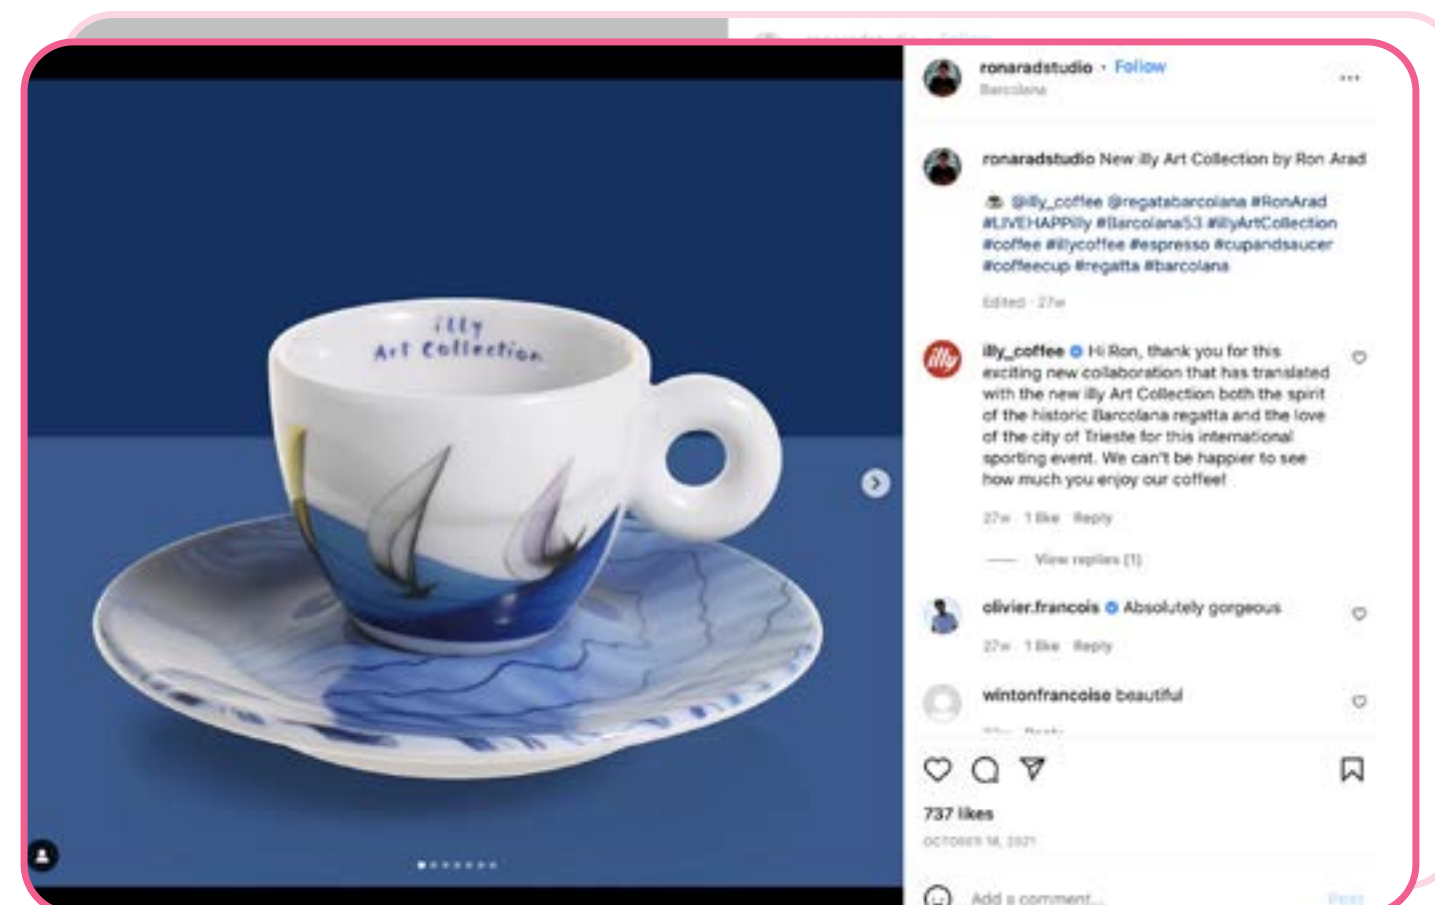 illy
Art Collection
ronaradstudio • Follow
Barcolana
ronaradstudio New illy Art Collection by Ron Arad
@illy_coffee @regatabarcolana #RonArad
#LIVEHAPPilly #Barcolana53 #illyArtCollection
#coffee #illycoffee #espresso #cupandsaucer
#coffeecup #regatta #barcolana
Edited · 27w
illy
illy_coffee Hi Ron, thank you for this
exciting new collaboration that has translated
with the new illy Art Collection both the spirit
of the historic Barcolana regatta and the love
of the city of Trieste for this international
sporting event. We can't be happier to see
how much you enjoy our coffee!
27w 1 like Reply
View replies (1)
olivier.francois Absolutely gorgeous
27w 1 like Reply
wintonfrancoise beautiful
Reply
737 likes
OCTOBER 2021
Add a comment...
Post